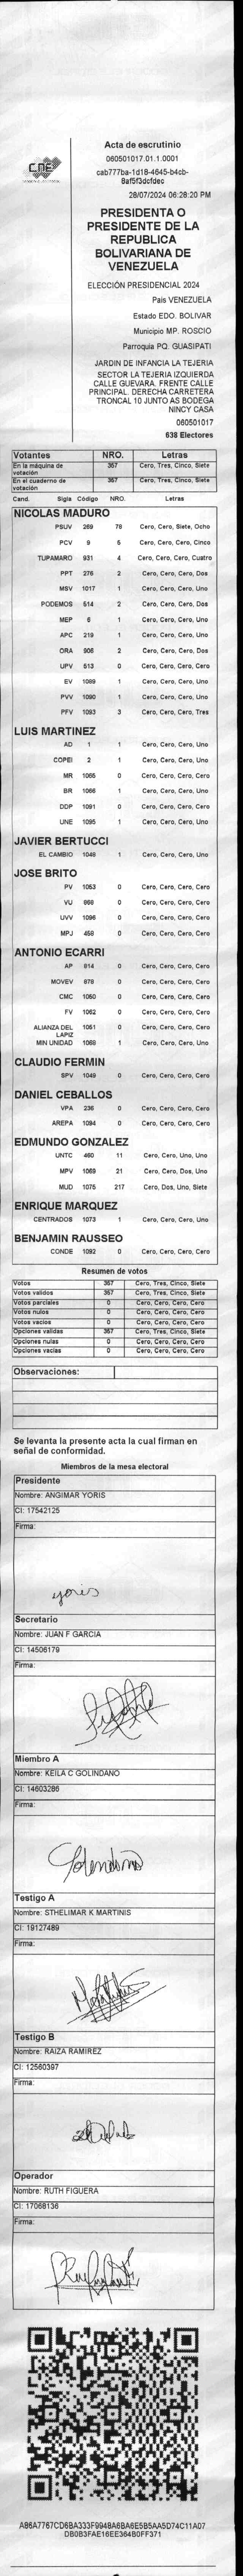 CNE
Acta de escrutinio
060501017.01.1.0001
cab777ba-1d18-4645-b4cb-
8af5f3dcfdec
28/07/2024 06:28:20 PM
PRESIDENTA O
PRESIDENTE DE LA
REPUBLICA
BOLIVARIANA DE
VENEZUELA
ELECCIÓN PRESIDENCIAL 2024
País VENEZUELA
Estado EDO. BOLIVAR
Municipio MP. ROSCIO
Parroquia PQ. GUASIPATI
JARDIN DE INFANCIA LA TEJERIA
SECTOR LA TEJERIA IZQUIERDA
CALLE GUEVARA. FRENTE CALLE
PRINCIPAL. DERECHA CARRETERA
TRONCAL 10 JUNTO AS BODEGA
NINCY CASA
060501017
638 Electores
Votantes NRO. Letras
En la máquina de votación 357 Cero, Tres, Cinco, Siete
En el cuaderno de votación 357 Cero, Tres, Cinco, Siete
Cand. Sigla Código NRO. Letras
NICOLAS MADURO
PSUV 269 78 Cero, Cero, Siete, Ocho
PCV 9 5 Cero, Cero, Cero, Cinco
TUPAMARO 931 4 Cero, Cero, Cero, Cuatro
PPT 276 2 Cero, Cero, Cero, Dos
MSV 1017 1 Cero, Cero, Cero, Uno
PODEMOS 514 2 Cero, Cero, Cero, Dos
MEP 6 1 Cero, Cero, Cero, Uno
APC 219 1 Cero, Cero, Cero, Uno
ORA 906 2 Cero, Cero, Cero, Dos
UPV 513 0 Cero, Cero, Cero, Cero
EV 1089 1 Cero, Cero, Cero, Uno
PVV 1090 1 Cero, Cero, Cero, Uno
PFV 1093 3 Cero, Cero, Cero, Tres
LUIS MARTINEZ
AD 1 1 Cero, Cero, Cero, Uno
COPEI 2 1 Cero, Cero, Cero, Uno
MR 1065 0 Cero, Cero, Cero, Cero
BR 1066 1 Cero, Cero, Cero, Uno
DDP 1091 0 Cero, Cero, Cero, Cero
UNE 1095 1 Cero, Cero, Cero, Uno
JAVIER BERTUCCI
EL CAMBIO 1048 1 Cero, Cero, Cero, Uno
JOSE BRITO
PV 1053 0 Cero, Cero, Cero, Cero
VU 868 0 Cero, Cero, Cero, Cero
UVV 1096 0 Cero, Cero, Cero, Cero
MPJ 458 0 Cero, Cero, Cero, Cero
ANTONIO ECARRI
AP 814 0 Cero, Cero, Cero, Cero
MOVEV 878 0 Cero, Cero, Cero, Cero
CMC 1050 0 Cero, Cero, Cero, Cero
FV 1062 0 Cero, Cero, Cero, Cero
ALIANZA DEL LAPIZ 1051 0 Cero, Cero, Cero, Cero
MIN UNIDAD 1068 1 Cero, Cero, Cero, Uno
CLAUDIO FERMIN
SPV 1049 0 Cero, Cero, Cero, Cero
DANIEL CEBALLOS
VPA 236 0 Cero, Cero, Cero, Cero
AREPA 1094 0 Cero, Cero, Cero, Cero
EDMUNDO GONZALEZ
UNTC 460 11 Cero, Cero, Uno, Uno
MPV 1069 21 Cero, Cero, Dos, Uno
MUD 1075 217 Cero, Dos, Uno, Siete
ENRIQUE MARQUEZ
CENTRADOS 1073 1 Cero, Cero, Cero, Uno
BENJAMIN RAUSSEO
CONDE 1092 0 Cero, Cero, Cero, Cero
Resumen de votos
Votos 357 Cero, Tres, Cinco, Siete
Votos validos 357 Cero, Tres, Cinco, Siete
Votos parciales 0 Cero, Cero, Cero, Cero
Votos nulos 0 Cero, Cero, Cero, Cero
Votos vacios 0 Cero, Cero, Cero, Cero
Opciones validas 357 Cero, Tres, Cinco, Siete
Opciones nulas 0 Cero, Cero, Cero, Cero
Opciones vacias 0 Cero, Cero, Cero, Cero
Observaciones:
Se levanta la presente acta la cual firman en
señal de conformidad.
Miembros de la mesa electoral
Presidente
Nombre: ANGIMAR YORIS
CI: 17542125
Firma:
yoris
Secretario
Nombre: JUAN F GARCIA
CI: 14506179
Firma:
Miembro A
Nombre: KEILA C GOLINDANO
CI: 14603286
Firma:
Testigo A
Nombre: STHELIMAR K MARTINIS
CI: 19127489
Firma:
Testigo B
Nombre: RAIZA RAMIREZ
CI: 12560397
Firma:
Operador
Nombre: RUTH FIGUERA
CI: 17068136
Firma:
A86A7767CD6BA333F9948A6BA6E5B5AA5D74C11A07
DB0B3FAE16EE364B0FF371